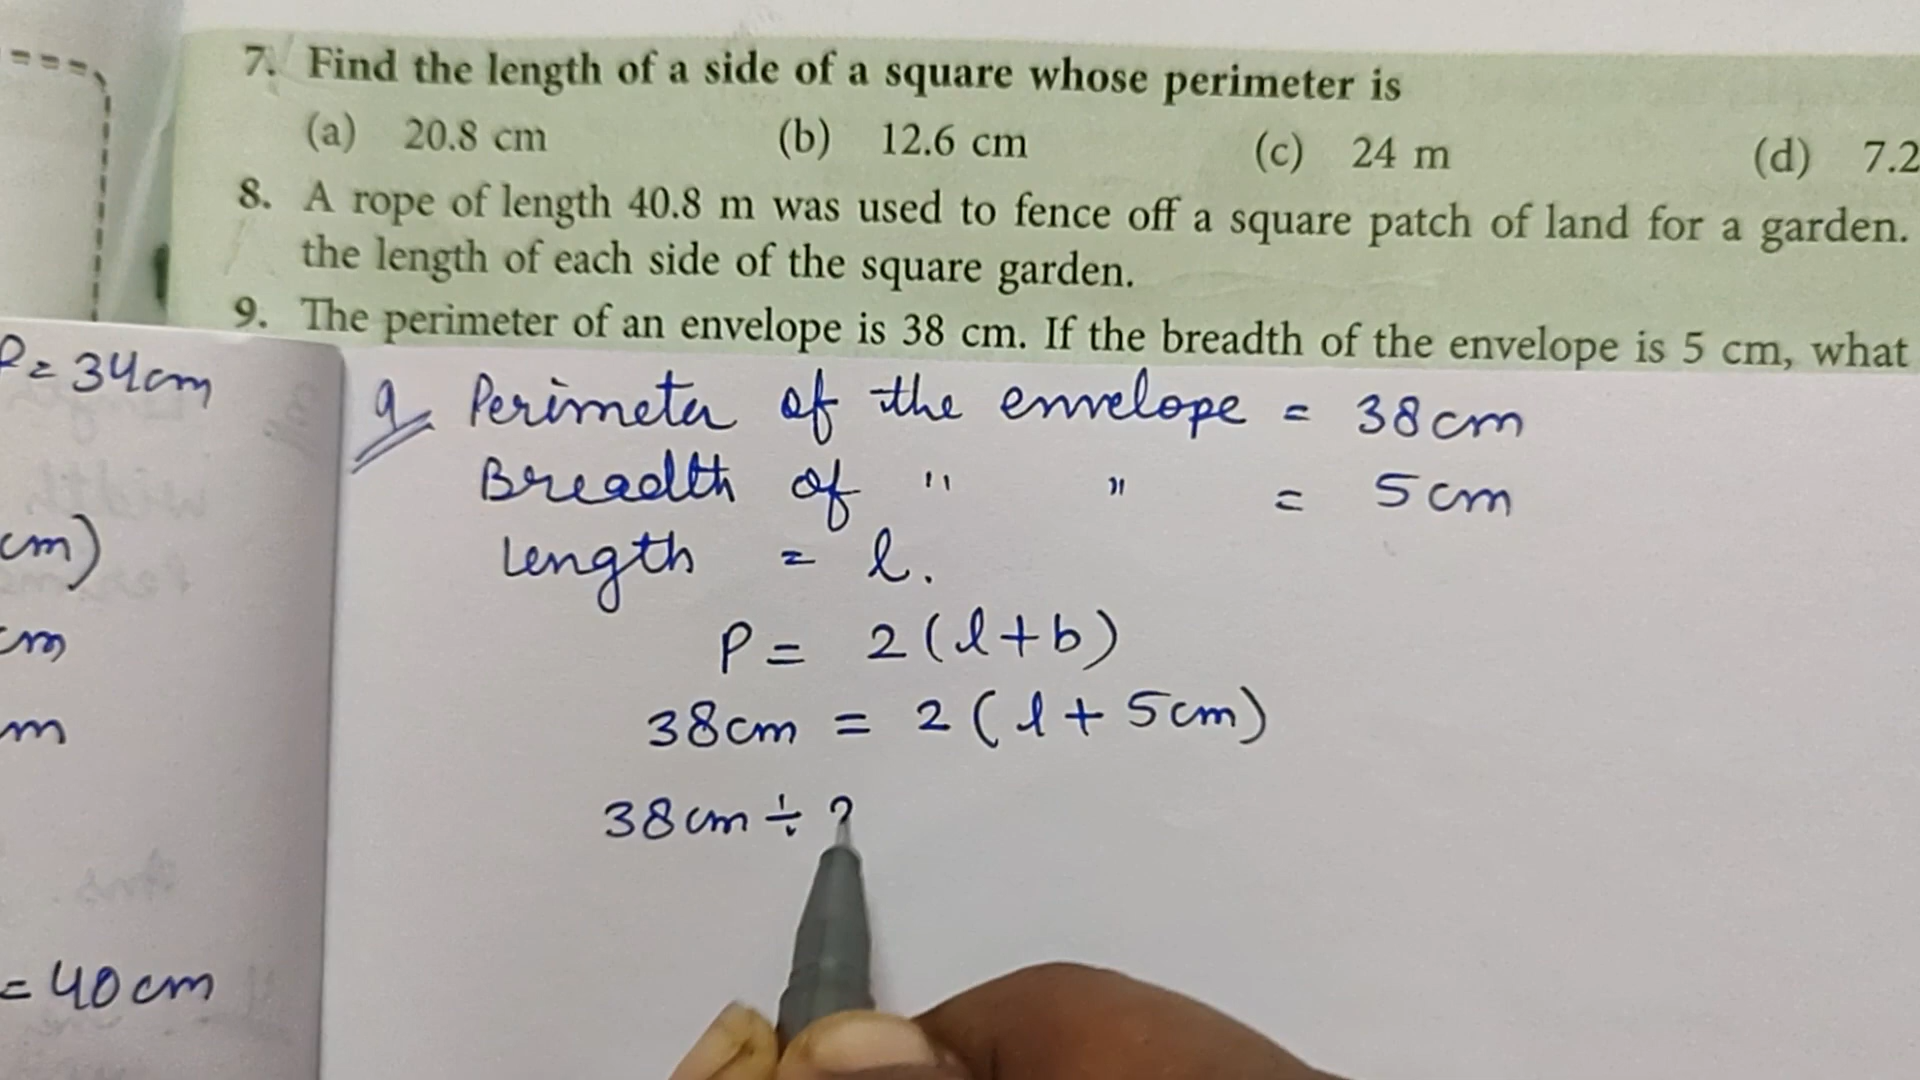 7. Find the length of a side of a square whose perimeter is
(a) 20.8 cm (b) 12.6 cm (c) 24 m (d) 7.2
8. A rope of length 40.8 m was used to fence off a square patch of land for a garden.
the length of each side of the square garden.
9. The perimeter of an envelope is 38 cm. If the breadth of the envelope is 5 cm, what
P = 34cm
cm)
cm
m
= 40 cm
9 Perimeter of the envelope = 38cm
Breadth of " " = 5cm
Length = l.
P = 2(l+b)
38cm = 2(l+5cm)
38cm ÷ 2